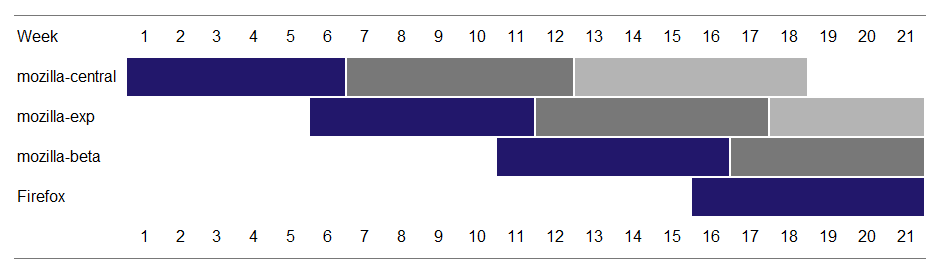 Week 1 2 3 4 5 6 7 8 9 10 11 12 13 14 15 16 17 18 19 20 21
mozilla-central
mozilla-exp
mozilla-beta
Firefox
1 2 3 4 5 6 7 8 9 10 11 12 13 14 15 16 17 18 19 20 21